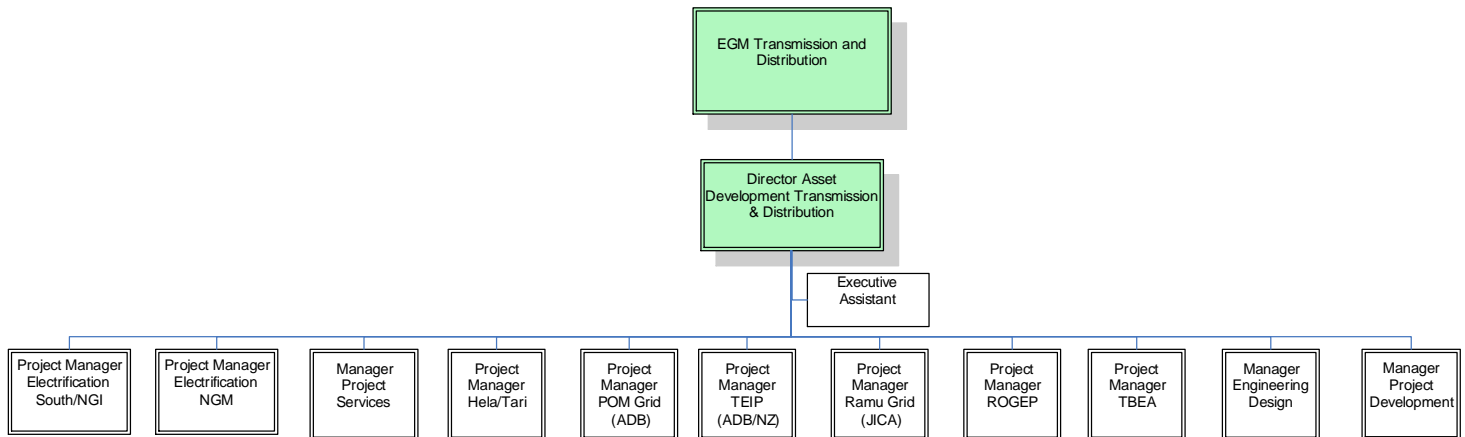 EGM Transmission and
Distribution
Director Asset
Development Transmission
& Distribution
Executive
Assistant
Project Manager
Electrification
South/NGI
Project Manager
Electrification
NGM
Manager
Project
Services
Project
Manager
Hela/Tari
Project
Manager
POM Grid
(ADB)
Project
Manager
TEIP
(ADB/NZ)
Project
Manager
Ramu Grid
(JICA)
Project
Manager
ROGEP
Project
Manager
TBEA
Manager
Engineering
Design
Manager
Project
Development